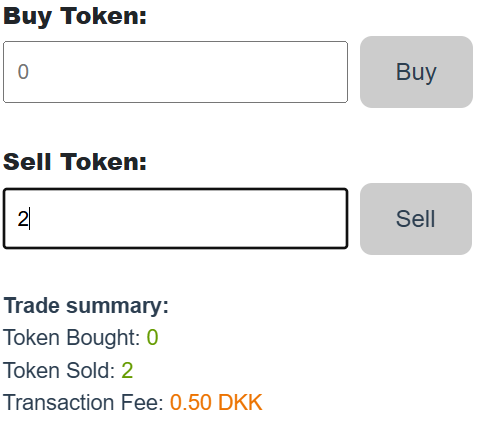 Buy Token:
0
Buy
Sell Token:
2
Sell
Trade summary:
Token Bought: 0
Token Sold: 2
Transaction Fee: 0.50 DKK